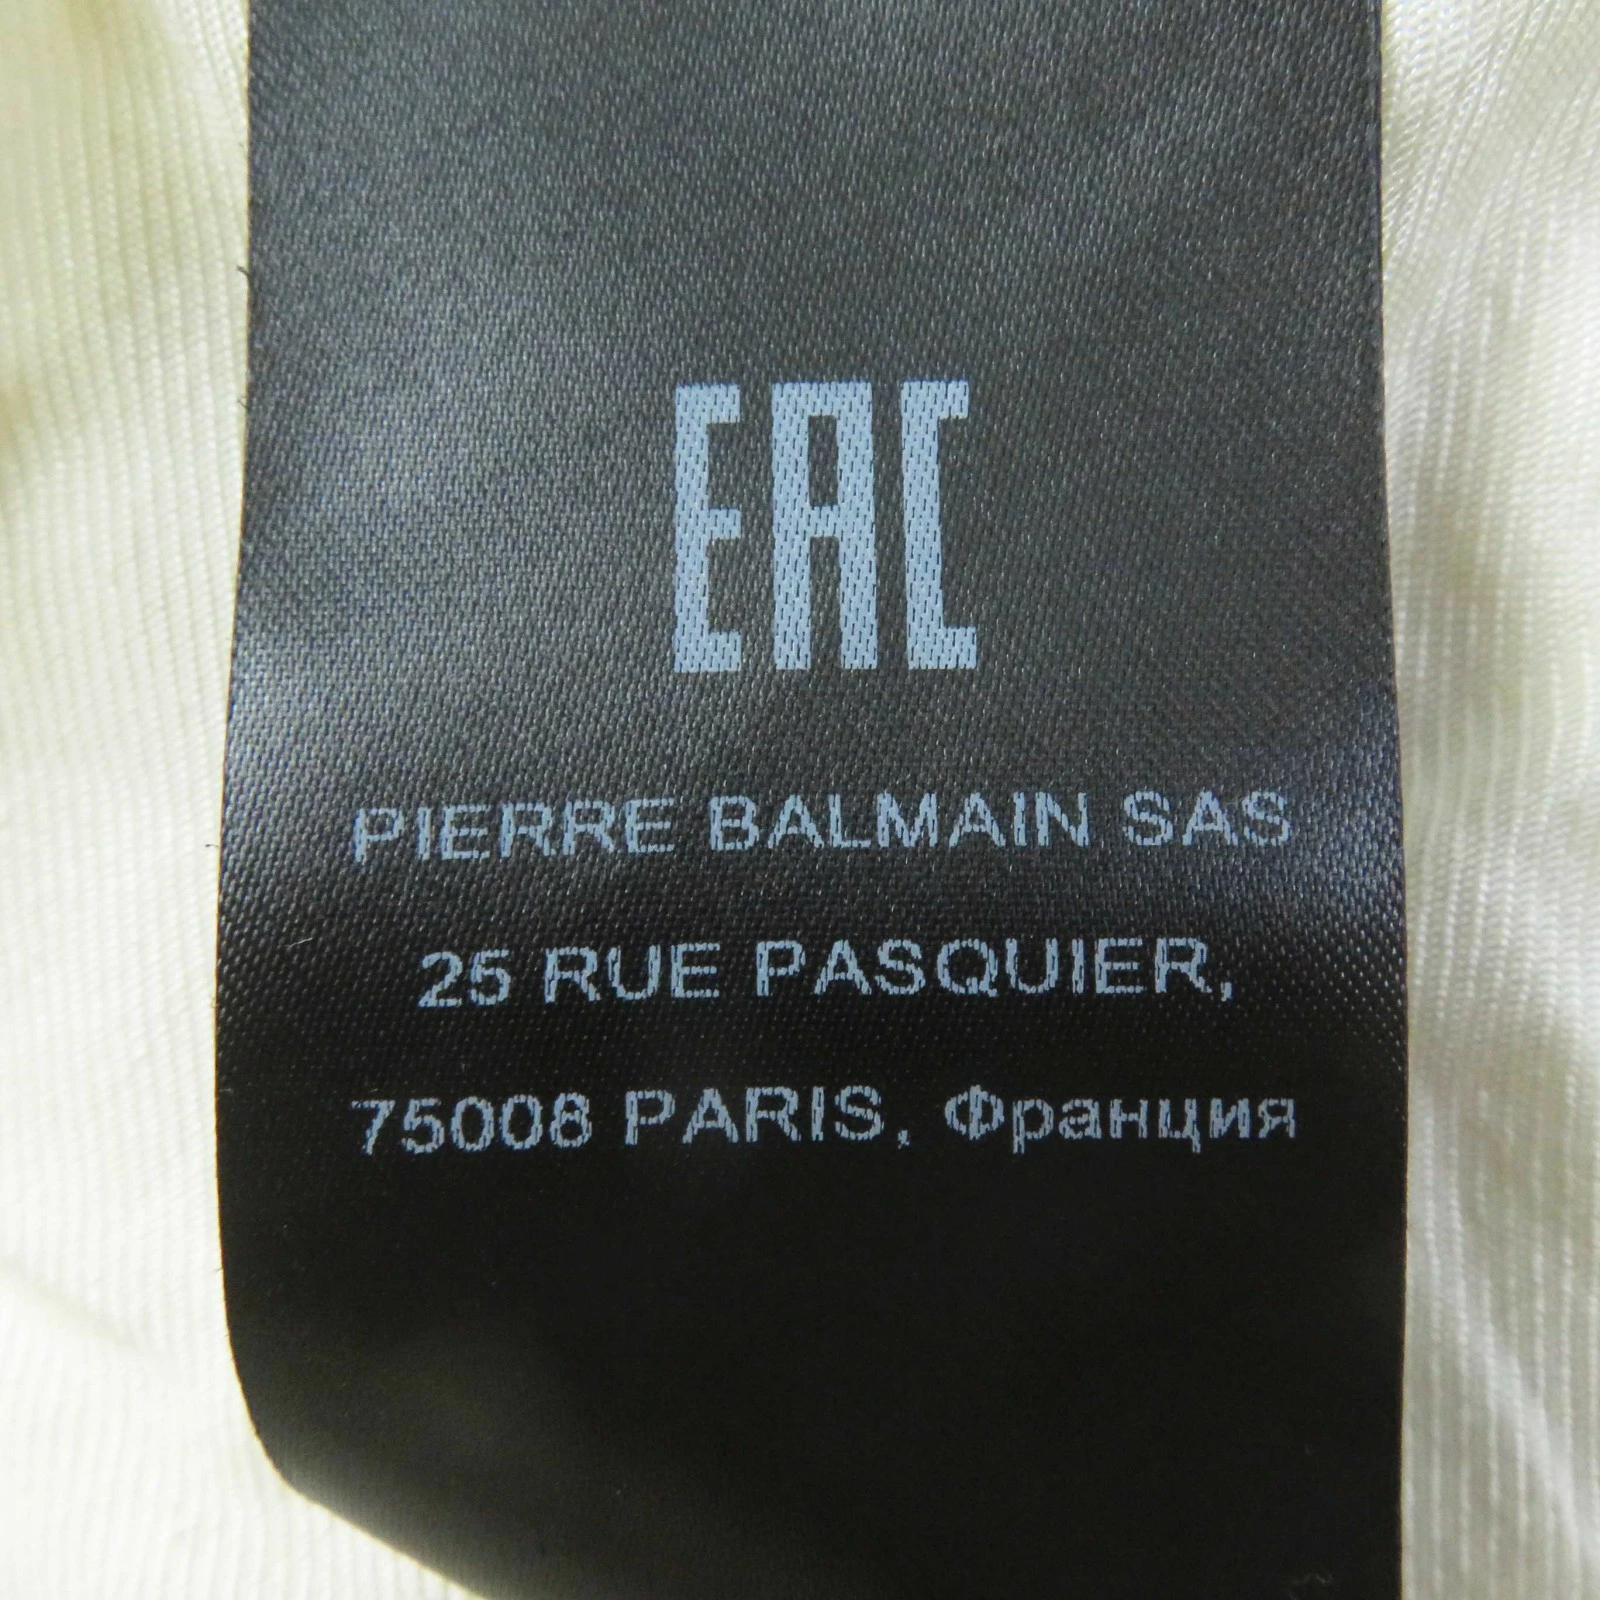 EAC
PIERRE BALMAIN SAS
25 RUE PASQUIER,
75008 PARIS, Франция